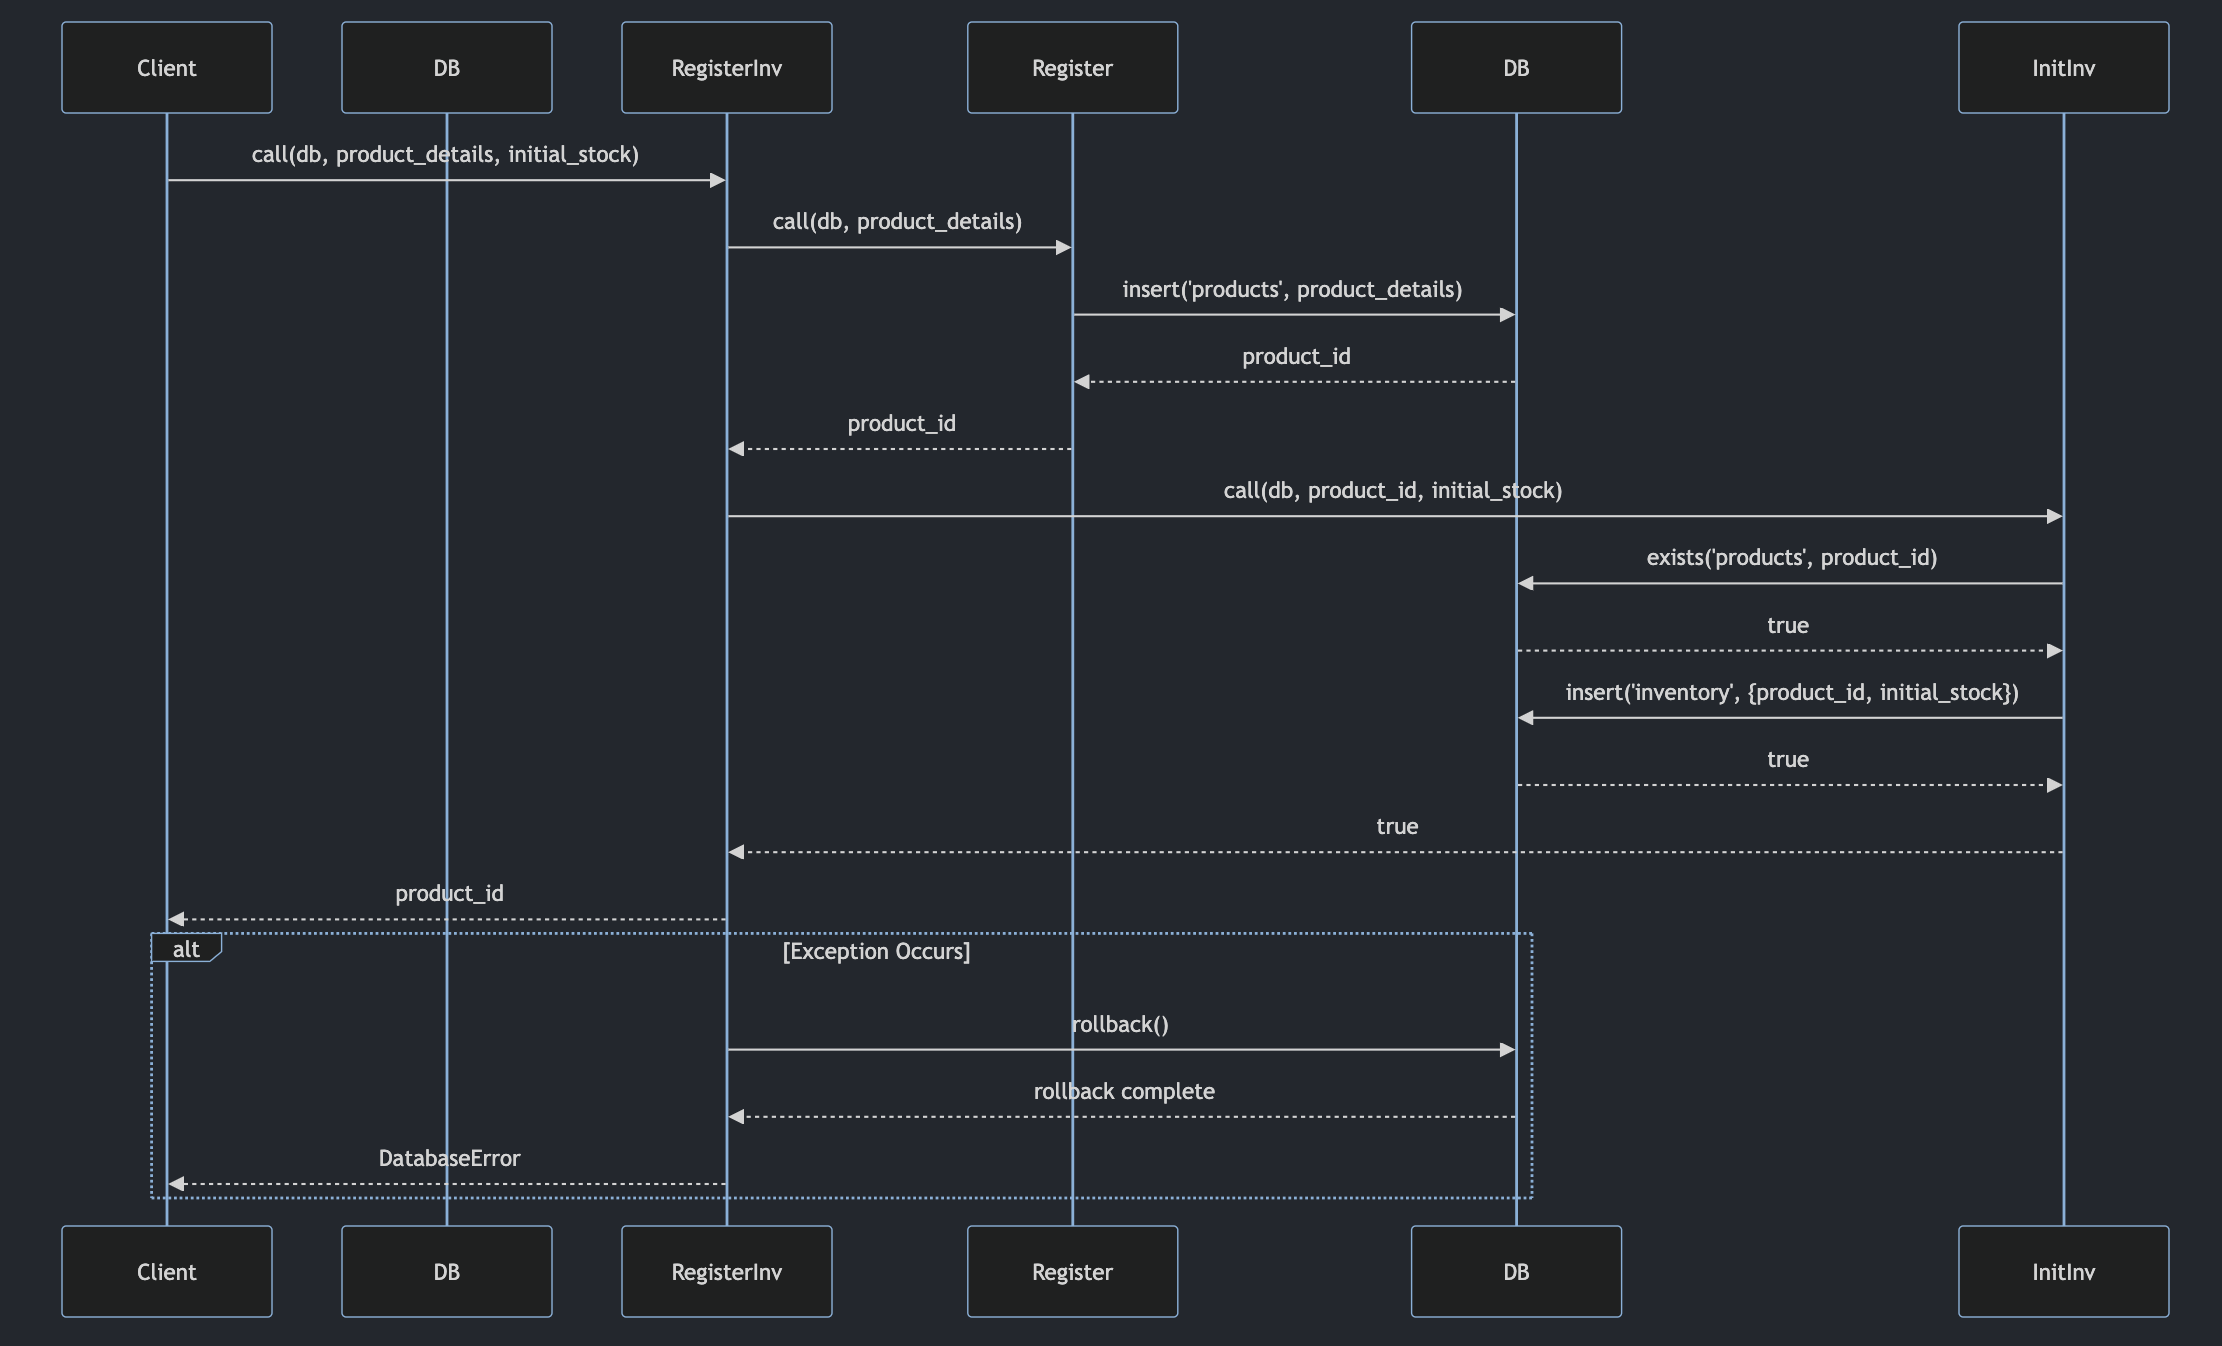 Client
DB
RegisterInv
Register
DB
InitInv
call(db, product_details, initial_stock)
call(db, product_details)
insert('products', product_details)
product_id
product_id
call(db, product_id, initial_stock)
exists('products', product_id)
true
insert('inventory', {product_id, initial_stock})
true
true
product_id
alt
[Exception Occurs]
rollback()
rollback complete
DatabaseError
Client
DB
RegisterInv
Register
DB
InitInv